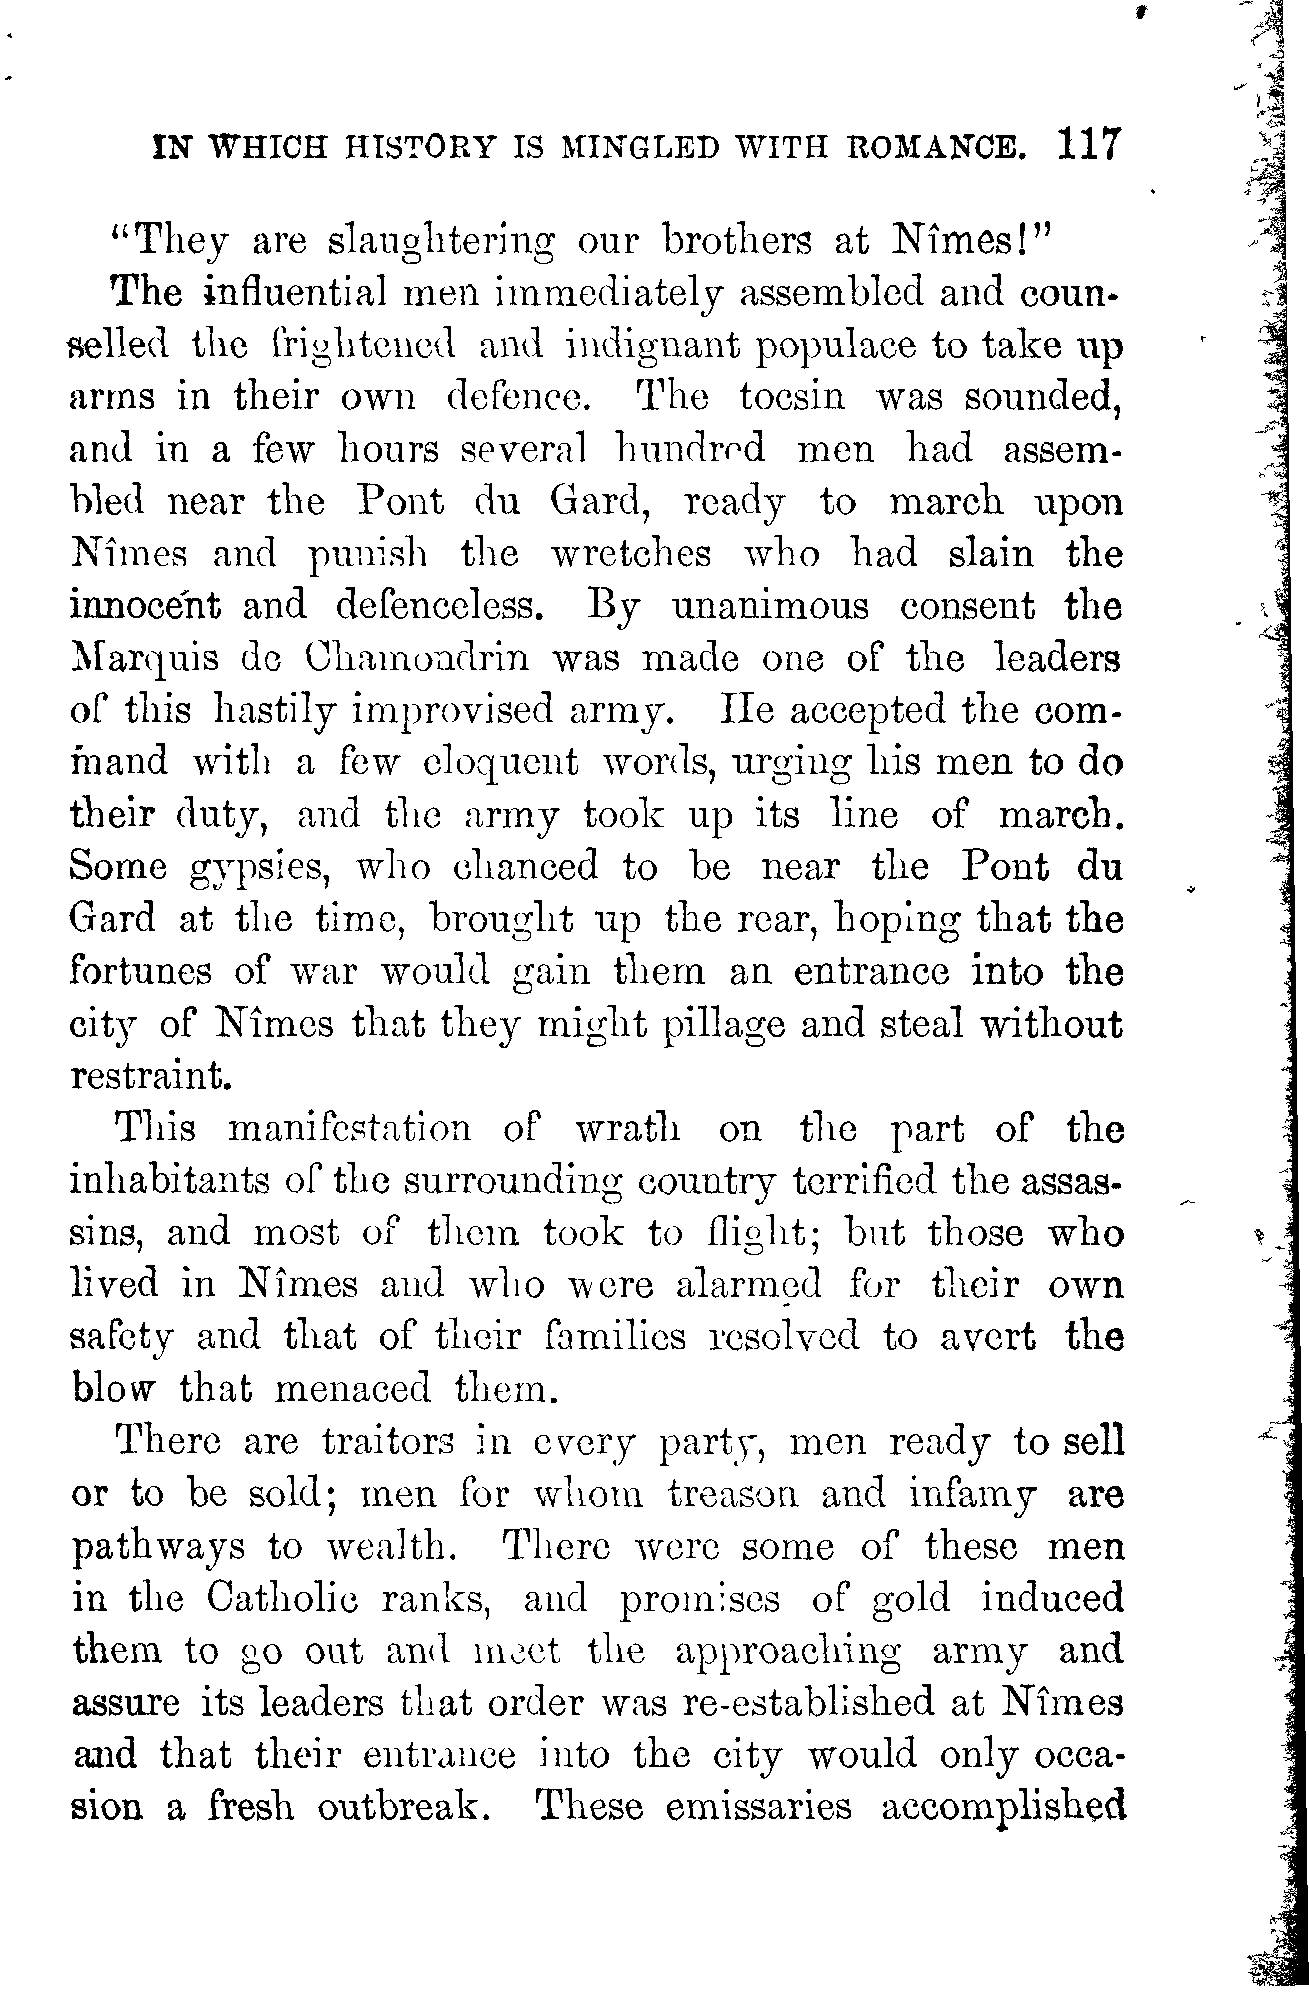 IN WHICH HISTORY IS MINGLED WITH ROMANCE. 117
"They are slaughtering our brothers at Nîmes!"
The influential men immediately assembled and coun-
selled the frightened and indignant populace to take up
arms in their own defence. The tocsin was sounded,
and in a few hours several hundred men had assem-
bled near the Pont du Gard, ready to march upon
Nîmes and punish the wretches who had slain the
innocent and defenceless. By unanimous consent the
Marquis de Chamondrin was made one of the leaders
of this hastily improvised army. He accepted the com-
mand with a few eloquent words, urging his men to do
their duty, and the army took up its line of march.
Some gypsies, who chanced to be near the Pont du
Gard at the time, brought up the rear, hoping that the
fortunes of war would gain them an entrance into the
city of Nîmes that they might pillage and steal without
restraint.
This manifestation of wrath on the part of the
inhabitants of the surrounding country terrified the assas-
sins, and most of them took to flight; but those who
lived in Nîmes and who were alarmed for their own
safety and that of their families resolved to avert the
blow that menaced them.
There are traitors in every party, men ready to sell
or to be sold; men for whom treason and infamy are
pathways to wealth. There were some of these men
in the Catholic ranks, and promises of gold induced
them to go out and meet the approaching army and
assure its leaders that order was re-established at Nîmes
and that their entrance into the city would only occa-
sion a fresh outbreak. These emissaries accomplished